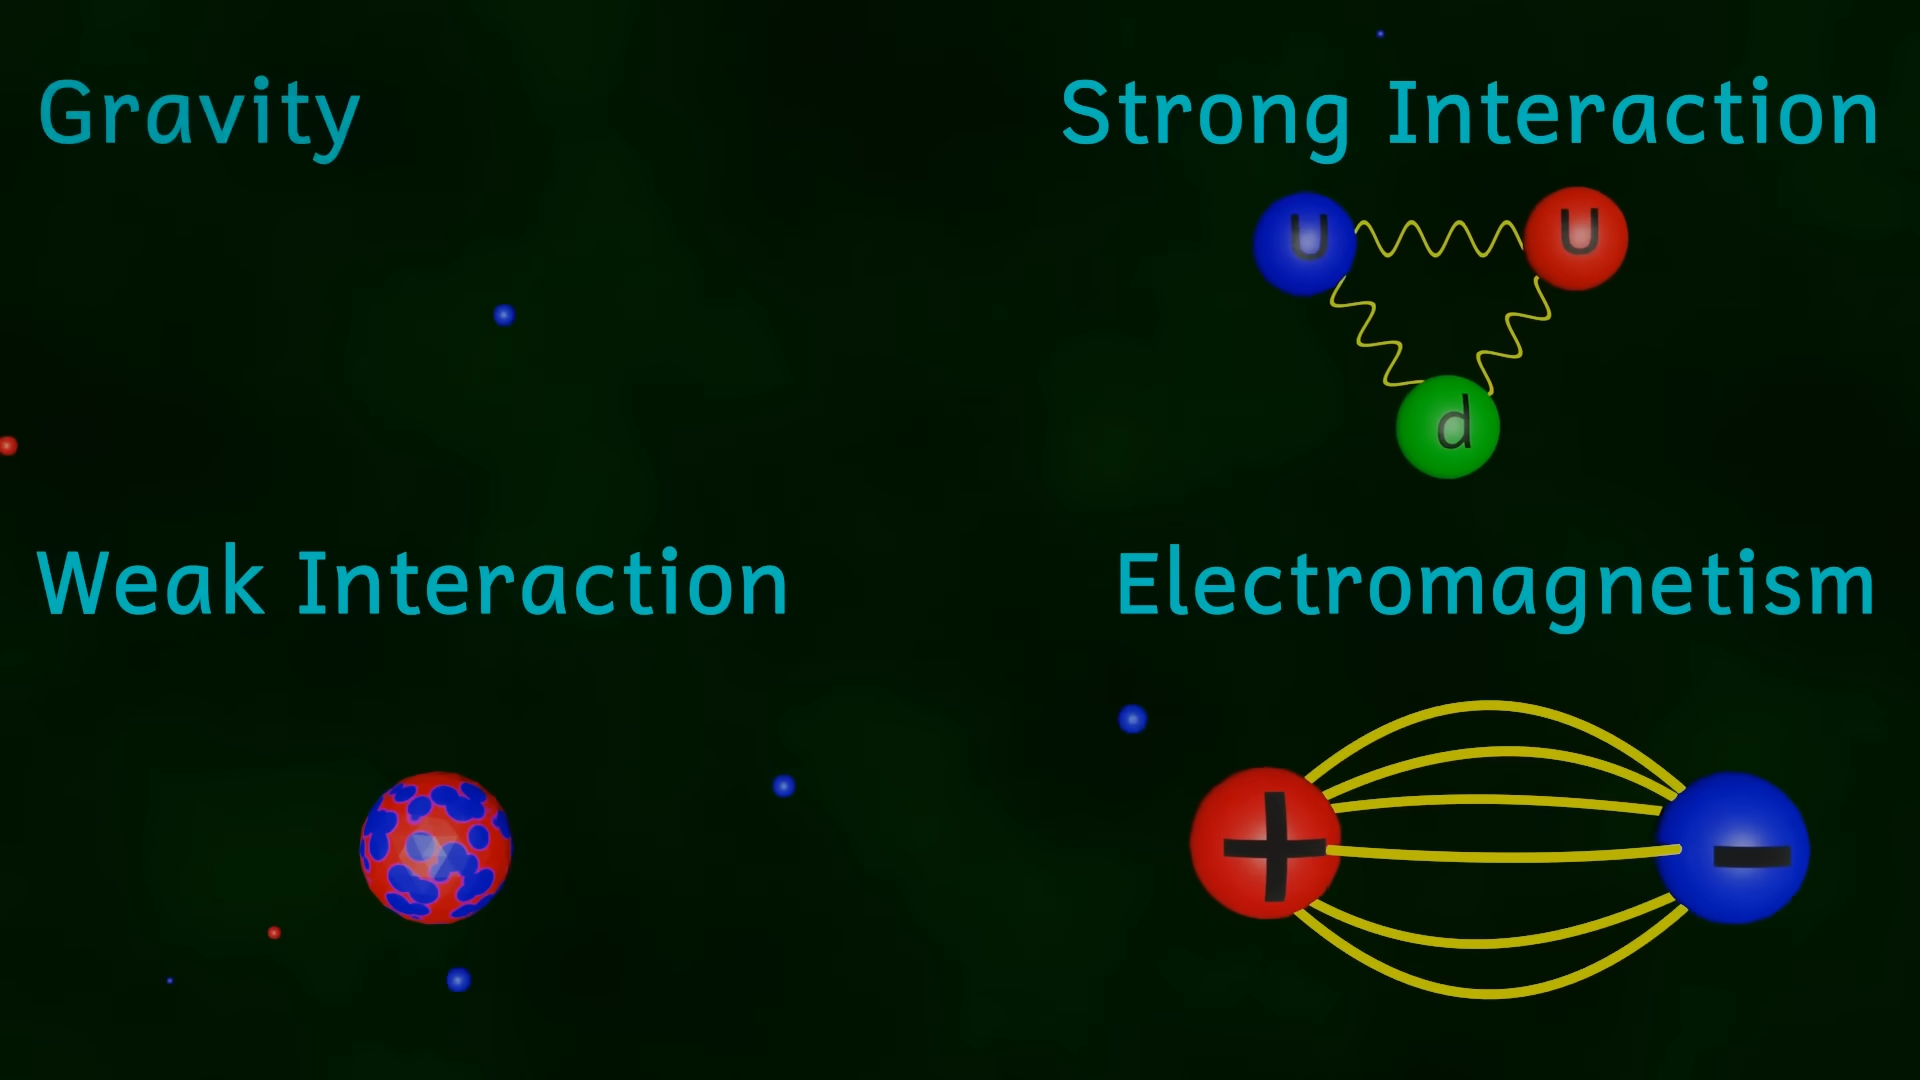 Gravity
Strong Interaction
U U
d
Weak Interaction
Electromagnetism
+ -